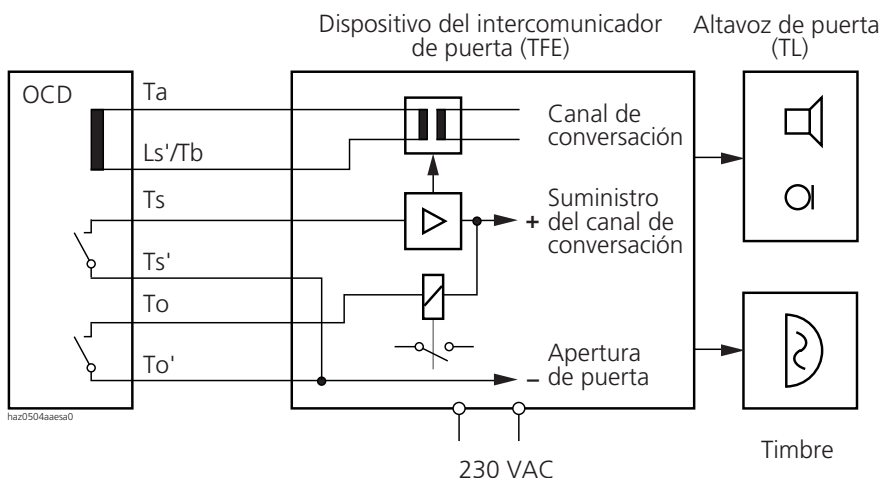 Dispositivo del intercomunicador
de puerta (TFE)
Altavoz de puerta
(TL)
OCD
Ta
Ls'/Tb
Ts
Ts'
To
To'
Canal de
conversación
+ Suministro
del canal de
conversación
Apertura
– de puerta
haz0504aaesa0
230 VAC
Timbre